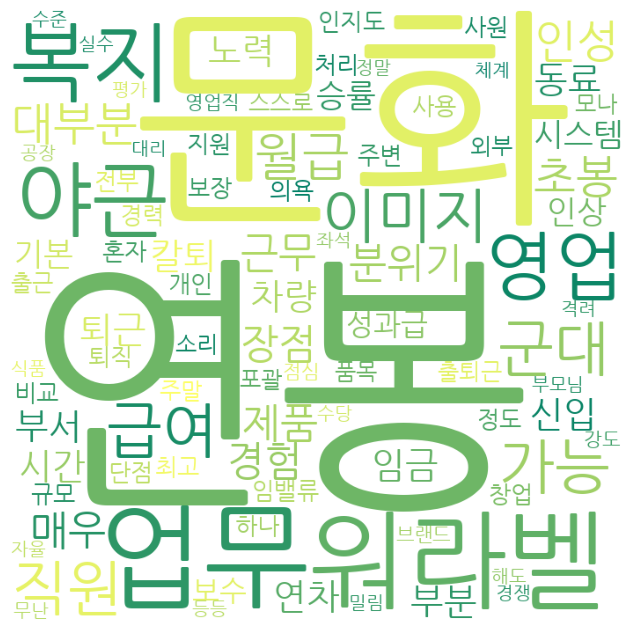 수준
실수
복지
문화
노력
인지도
사원
인성
처리
정말
체계
동료
평가
영업직
스스로
승률
사용
모나
대부분
시스템
공장
대리
지원
월급
주변
외부
야근
전부
보장
의욕
이미지
초봉
경력
인상
기본
혼자
칼퇴
근무
좌석
분위기
영업
출근
개인
차량
격려
연봉
퇴근
퇴직
소리
장점
성과급
군대
식품
비교
주말
포괄
점심
품목
출퇴근
부모님
부서
급여
제품
수당
정도
신입
강도
시간
단점
최고
경험
임금
가능
규모
임밸류
창업
매우
업무
하나
워라벨
브랜드
자율
직원
보수
연차
해도
무난
등등
밀림
부분
경쟁